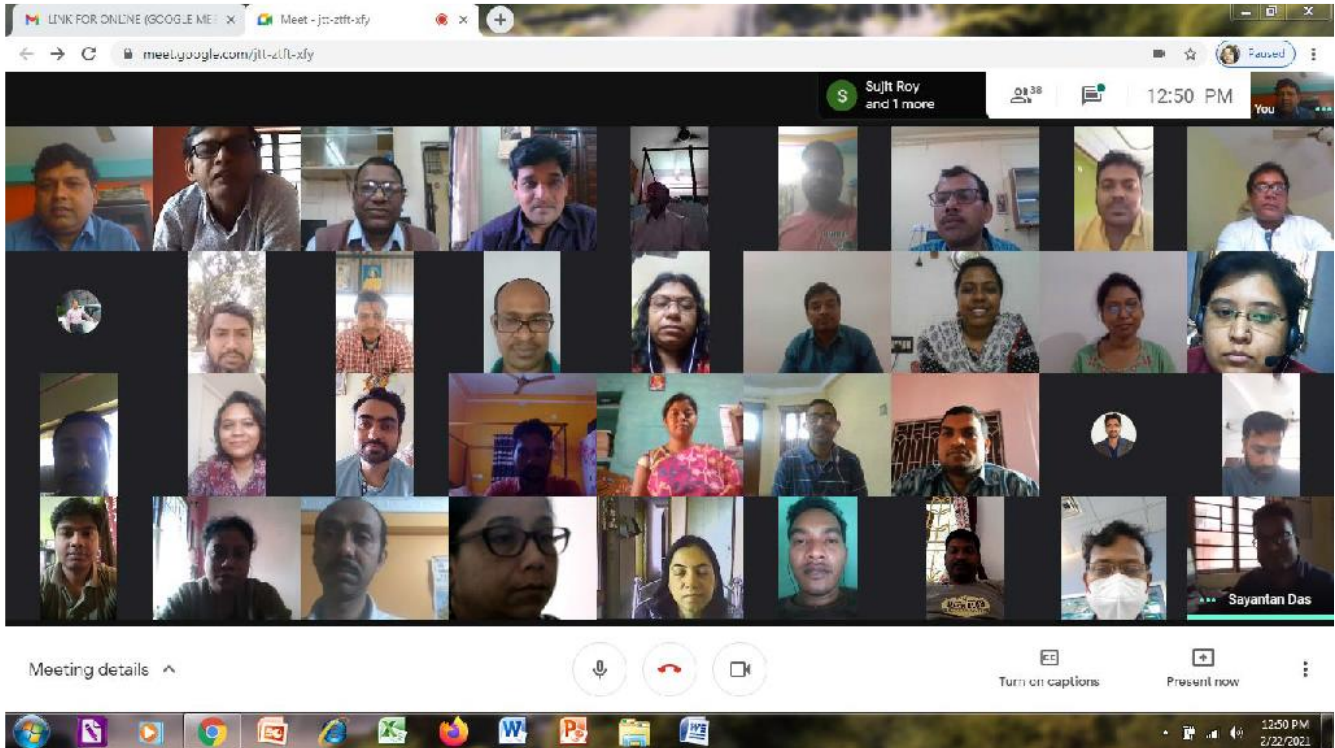 LINK FOR ONLINE (GOOGLE MEE
Meet - jtt-ztft-xfy
meet.google.com/jtt-ztft-xfy
Paused
S
Sujit Roy
and 1 more
38
12:50 PM
You
Sayantan Das
Meeting details
CC
Turn on captions
Present now
12:50 PM
2/22/2021